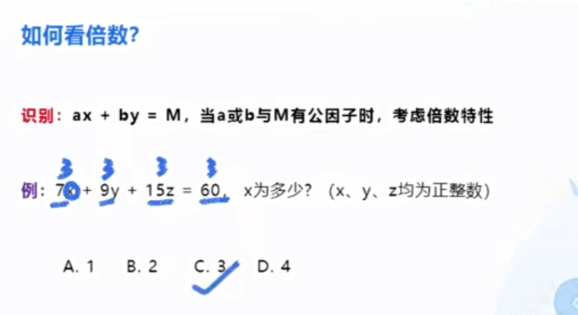 如何看倍数?
识别：ax + by = M，当a或b与M有公因子时，考虑倍数特性
3 3 3 3
例：7x + 9y + 15z = 60， x为多少？（x、y、z均为正整数）
A. 1 B. 2 C. 3 D. 4